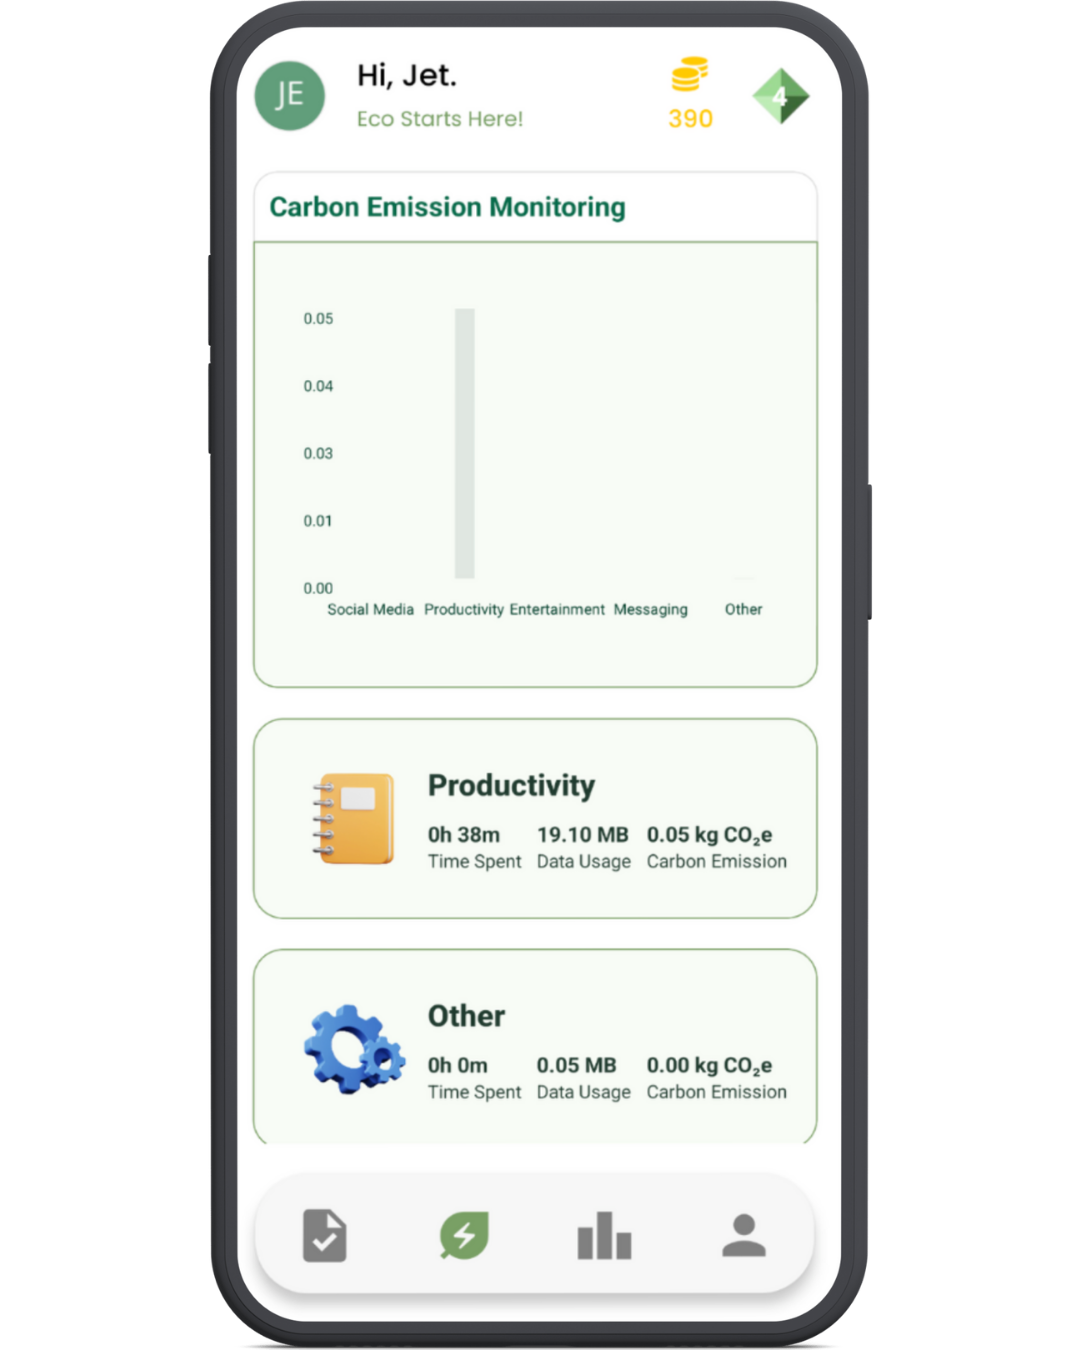 JE
Hi, Jet.
Eco Starts Here!
390
4
Carbon Emission Monitoring
0.05
0.04
0.03
0.01
0.00
Social Media Productivity Entertainment Messaging Other
Productivity
0h 38m 19.10 MB 0.05 kg CO₂e
Time Spent Data Usage Carbon Emission
Other
0h 0m 0.05 MB 0.00 kg CO₂e
Time Spent Data Usage Carbon Emission